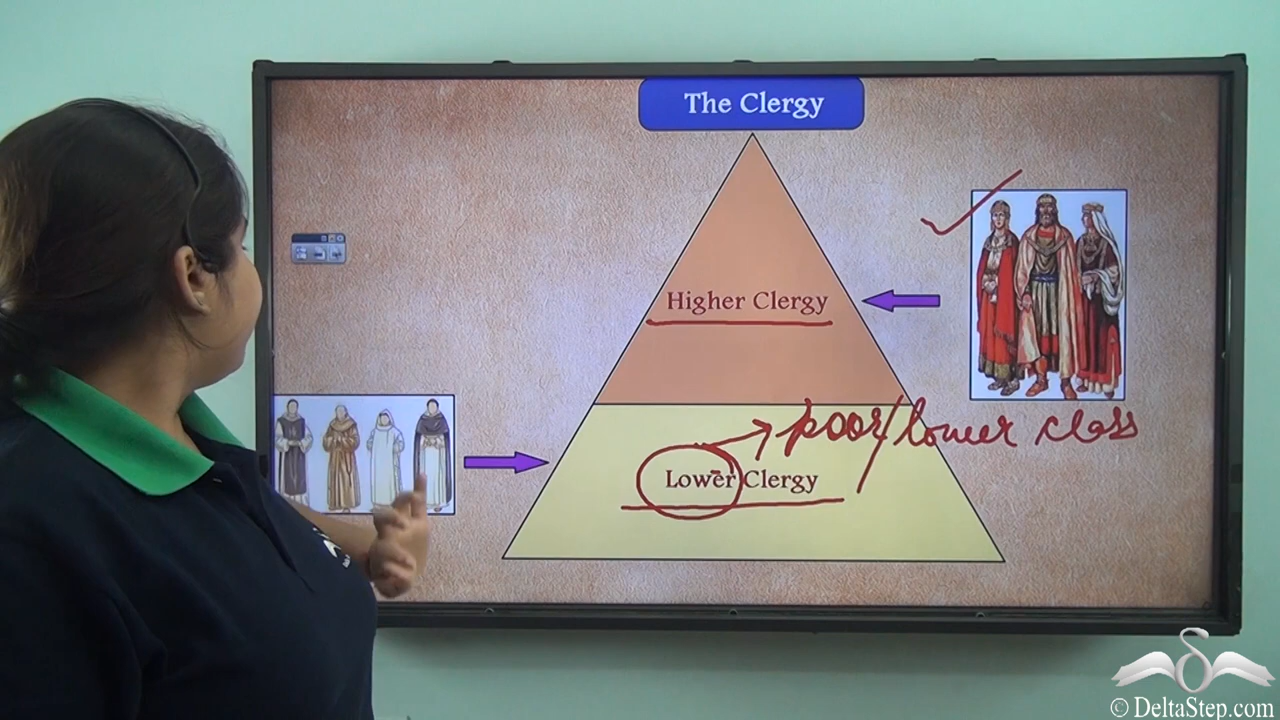 The Clergy
Higher Clergy
poor/lower class
Lower Clergy
© DeltaStep.com